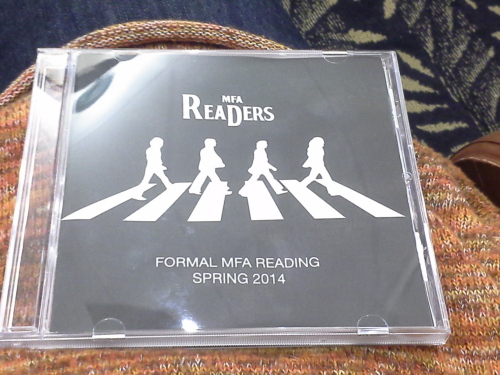 MFA
READERS
FORMAL MFA READING
SPRING 2014